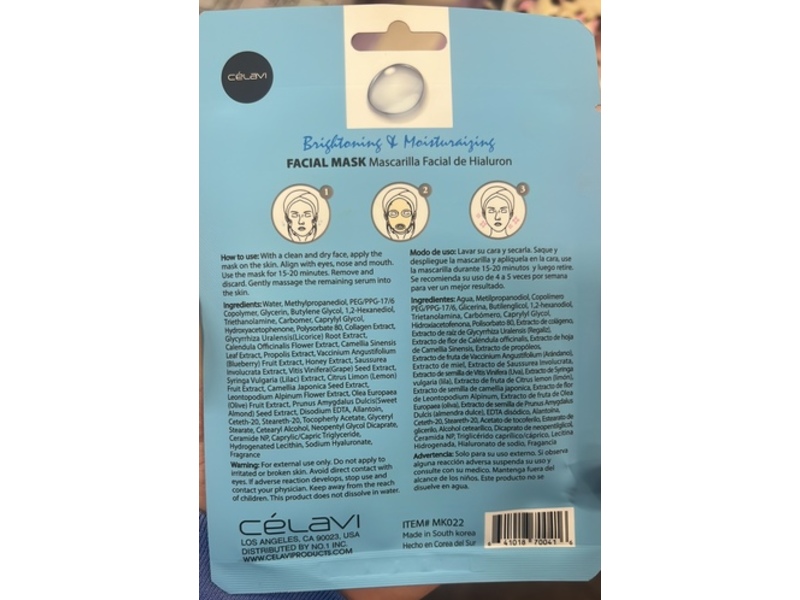 CéLAVI
Brightoning & Moisturaizing
FACIAL MASK Mascarilla Facial de Hialuron
1
2
3
How to use: With a clean and dry face, apply the
mask on the skin. Align with eyes, nose and mouth.
Use the mask for 15-20 minutes. Remove and
discard. Gently massage the remaining serum into
the skin.
Ingredients: Water, Methylpropanediol, PEG/PPG-17/6
Copolymer, Glycerin, Butylene Glycol, 1,2-Hexanediol,
Triethanolamine, Carbomer, Caprylyl Glycol,
Hydroxyacetophenone, Polysorbate 80, Collagen Extract,
Glycyrrhiza Uralensis(Licorice) Root Extract,
Calendula Officinalis Flower Extract, Camellia Sinensis
Leaf Extract, Propolis Extract, Vaccinium Angustifolium
(Blueberry) Fruit Extract, Honey Extract, Saussurea
Involucrata Extract, Vitis Vinifera(Grape) Seed Extract,
Syringa Vulgaria (Lilac) Extract, Citrus Limon (Lemon)
Fruit Extract, Camellia Japonica Seed Extract,
Leontopodium Alpinum Flower Extract, Olea Europaea
(Olive) Fruit Extract, Prunus Amygdalus Dulcis(Sweet
Almond) Seed Extract, Disodium EDTA, Allantoin,
Ceteth-20, Steareth-20, Tocopheryl Acetate, Glyceryl
Stearate, Cetearyl Alcohol, Neopentyl Glycol Dicaprate,
Ceramide NP, Caprylic/Capric Triglyceride,
Hydrogenated Lecithin, Sodium Hyaluronate,
Fragrance
Warning: For external use only. Do not apply to
irritated or broken skin. Avoid direct contact with
eyes. If adverse reaction develops, stop use and
contact your physician. Keep away from the reach
of children. This product does not dissolve in water.
Modo de uso: Lavar su cara y secarla. Saque y
despliegue la mascarilla y aplíquela en la cara, use
la mascarilla durante 15-20 minutos y luego retire.
Se recomienda su uso de 4 a 5 veces por semana
para ver un mejor resultado.
Ingredientes: Agua, Metilpropanodiol, Copolimero
PEG/PPG-17/6, Glicerina, Butilenglicol, 1,2-hexanodiol,
Trietanolamina, Carbómero, Caprylyl Glicol,
Hidroxiacetofenona, Polisorbato 80, Extracto de colágeno,
Extracto de raíz de Glycyrrhiza Uralensis (Regaliz),
Extracto de flor de Caléndula officinalis, Extracto de hoja
de Camellia Sinensis, Extracto de propóleos,
Extracto de fruta de Vaccinium Angustifolium (Arándano),
Extracto de miel, Extracto de Saussurea Involucrata,
Extracto de semilla de Vitis Vinifera (Uva), Extracto de Syringa
vulgaria (lila), Extracto de fruta de Citrus limon (limón),
Extracto de semilla de camellia japonica, Extracto de flor
de Leontopodium Alpinum, Extracto de fruta de Olea
Europaea (oliva), Extracto de semilla de Prunus Amygdalus
Dulcis (almendra dulce), EDTA disódico, Alantoína,
Ceteth-20, Steareth-20, Acetato de tocoferilo, Estearato de
glicerilo, Alcohol cetearílico, Dicaprato de neopentilglicol,
Ceramida NP, Triglicérido caprílico/cáprico, Lecitina
Hidrogenada, Hialuronato de sodio, Fragancia
Advertencia: Solo para su uso externo. Si observa
alguna reacción adversa suspenda su uso y
consulte con su medico. Mantenga fuera del
alcance de los niños. Este producto no se
disuelve en agua.
CéLAVI
LOS ANGELES, CA 90023, USA
DISTRIBUTED BY NO.1 INC.
WWW.CELAVIPRODUCTS.COM
ITEM# MK022
Made in South korea
Hecho en Corea del Sur
41018 70041